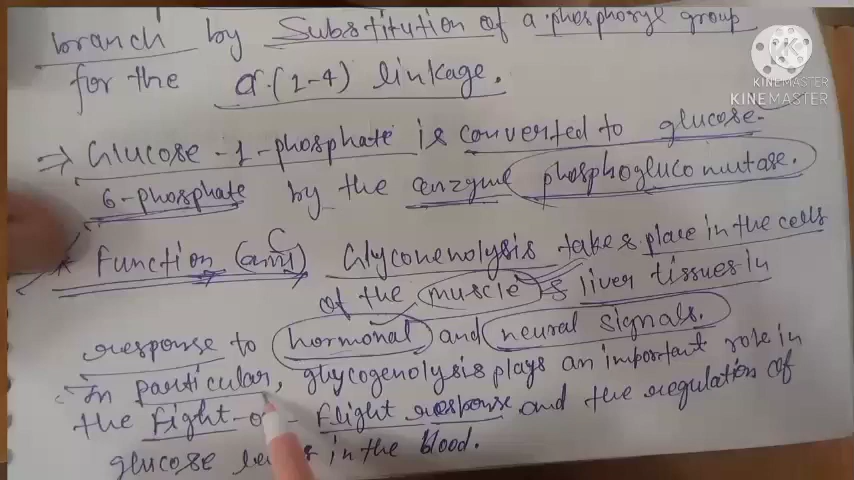 branch by Substitution of a phosphoryl group
for the α.(1-4) linkage.
KINEMASTER
KINEMASTER
⇒ Glucose-1-phosphate is converted to glucose-
6-phosphate by the enzyme phosphoglucomutase.
* Function Glyconenolysis takes place in the cells
of the muscle & liver tissues in
response to hormonal and neural signals.
In particular, glycogenolysis plays an important role in
the fight-o - flight response and the regulation of
glucose in the blood.